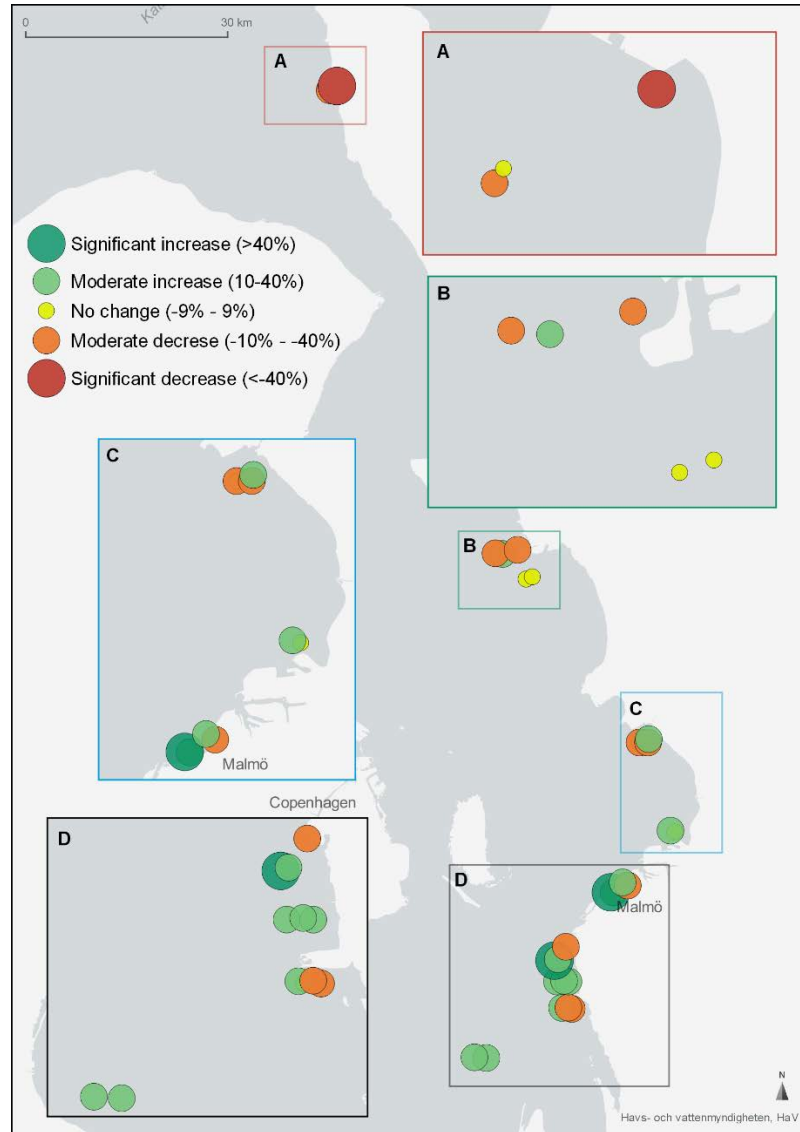 Kat
0 30 km
A
A
Significant increase (>40%)
Moderate increase (10-40%)
No change (-9% - 9%)
Moderate decrese (-10% - -40%)
Significant decrease (<-40%)
B
C
B
C
Malmö
Copenhagen
D
D
Malmö
N
Havs- och vattenmyndigheten, HaV